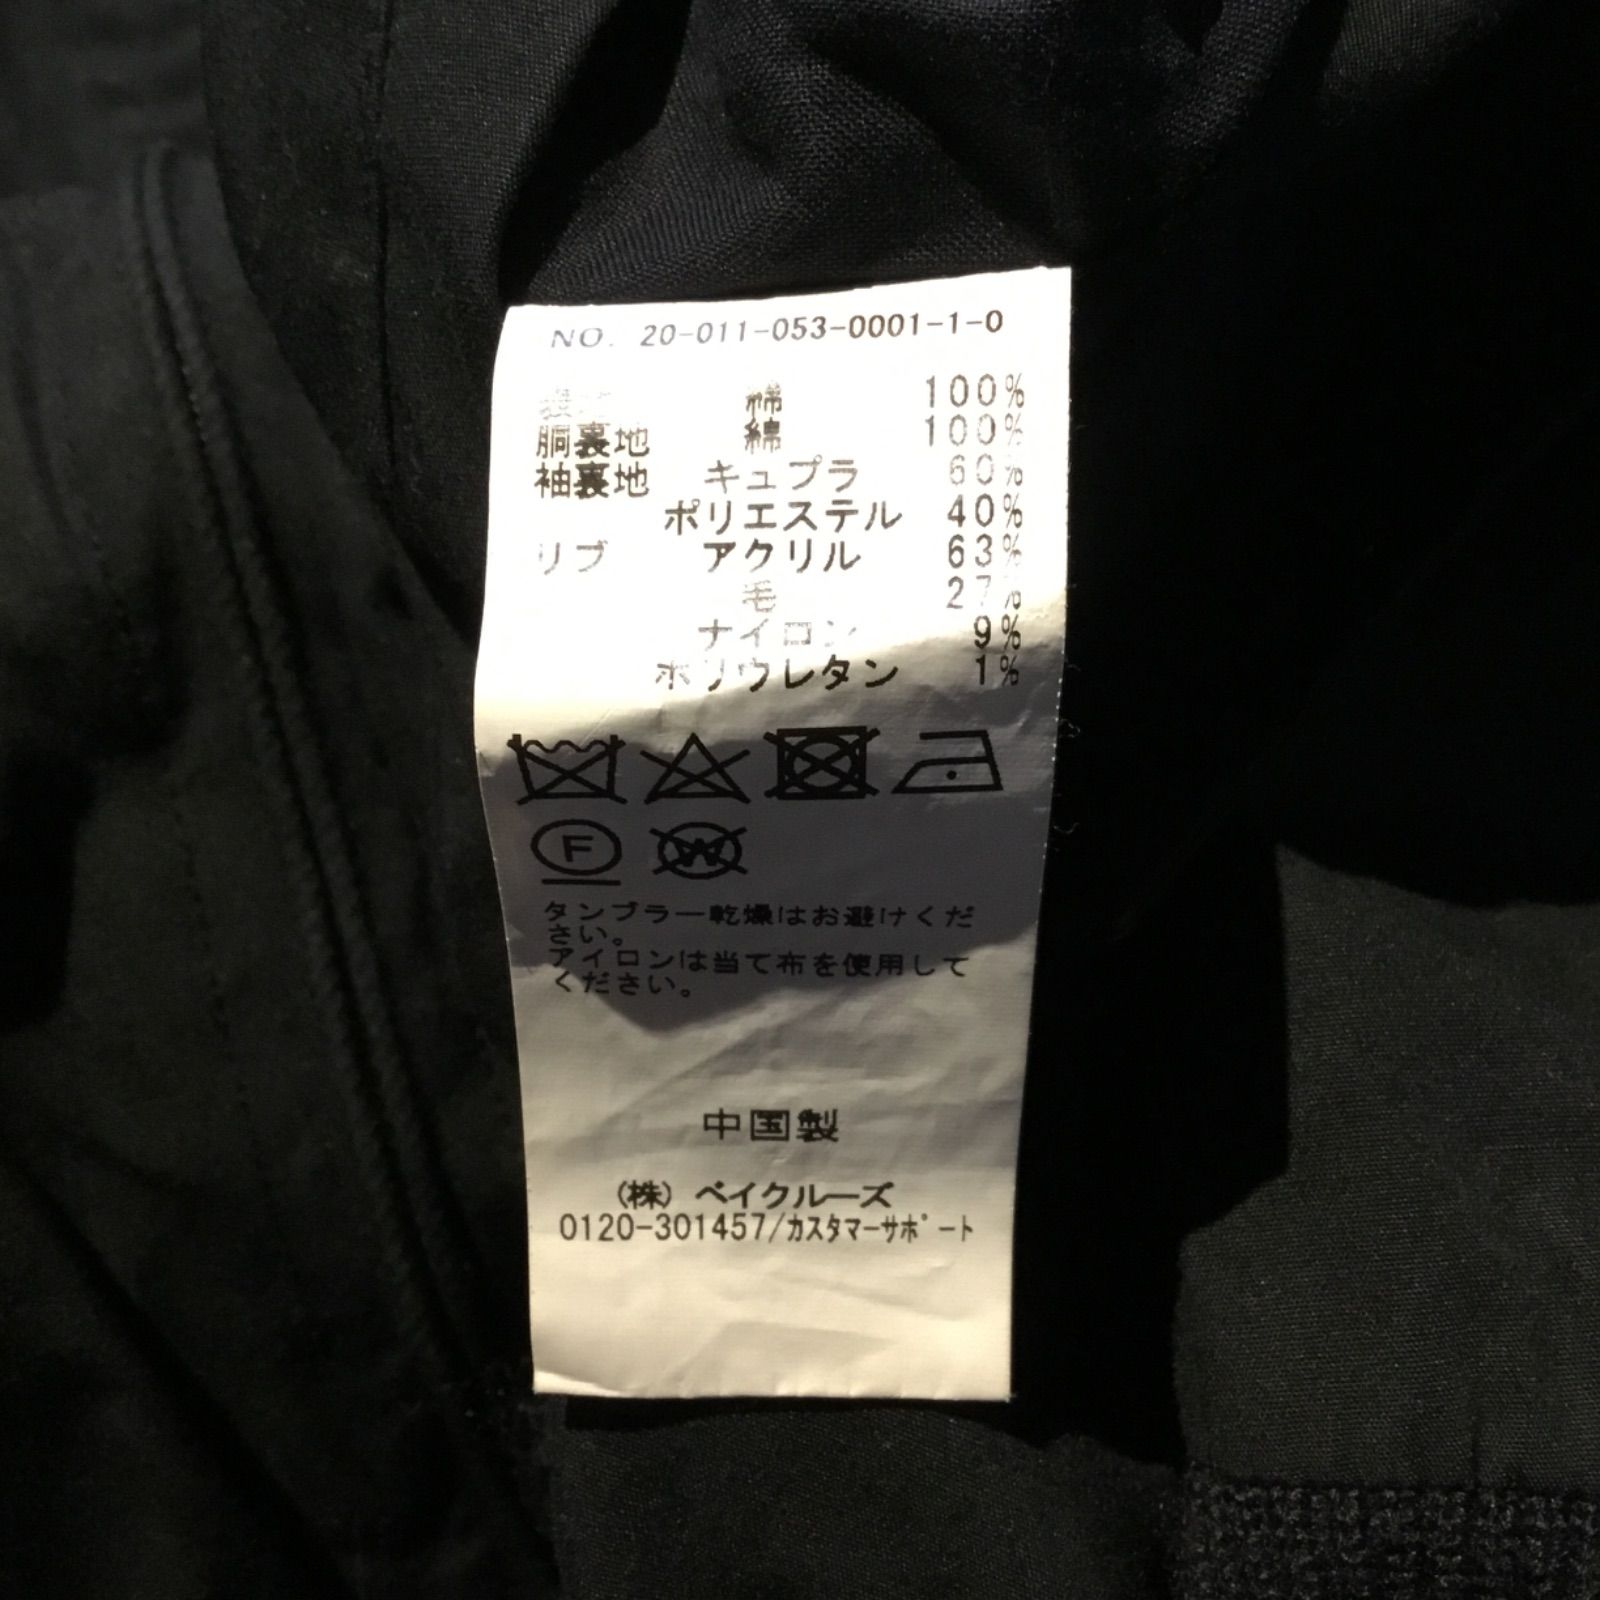 NO. 20-011-053-0001-1-0
綿 100%
胴裏地 綿 100%
袖裏地 キュプラ 60%
ポリエステル 40%
リブ アクリル 63%
毛 27%
ナイロン 9%
ポリウレタン 1%
F W
タンブラー乾燥はお避けくだ
さい。
アイロンは当て布を使用して
ください。
中国製
(株) ベイクルーズ
0120-301457/カスタマーサポート